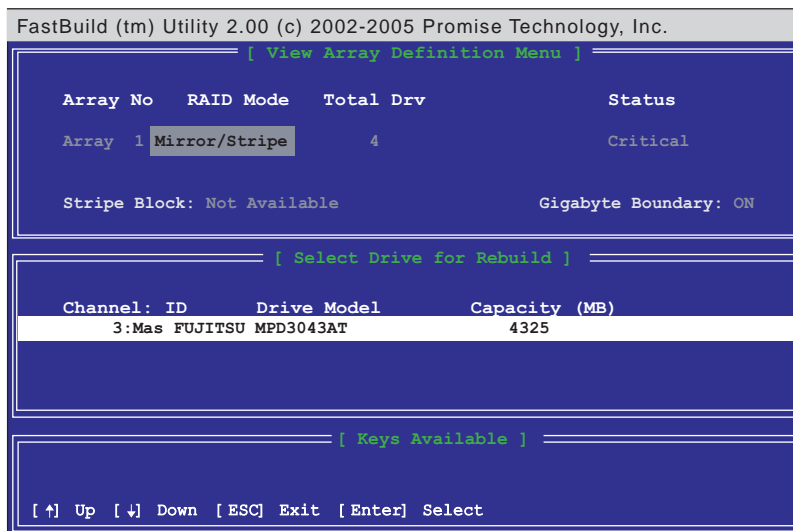 FastBuild (tm) Utility 2.00 (c) 2002-2005 Promise Technology, Inc.
[ View Array Definition Menu ]
Array No RAID Mode Total Drv Status
Array 1 Mirror/Stripe 4 Critical
Stripe Block: Not Available Gigabyte Boundary: ON
[ Select Drive for Rebuild ]
Channel: ID Drive Model Capacity (MB)
3:Mas FUJITSU MPD3043AT 4325
[ Keys Available ]
[↑] Up [↓] Down [ESC] Exit [Enter] Select